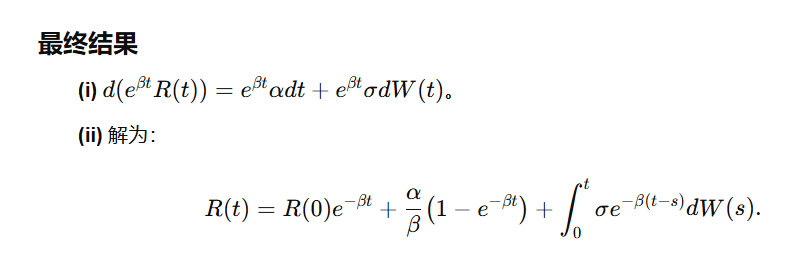 最终结果
(i) d(e^{βt}R(t)) = e^{βt}αdt + e^{βt}σdW(t)。
(ii) 解为：
R(t) = R(0)e^{−βt} + \frac{α}{β}(1 − e^{−βt}) + ∫_0^t σe^{−β(t−s)}dW(s).